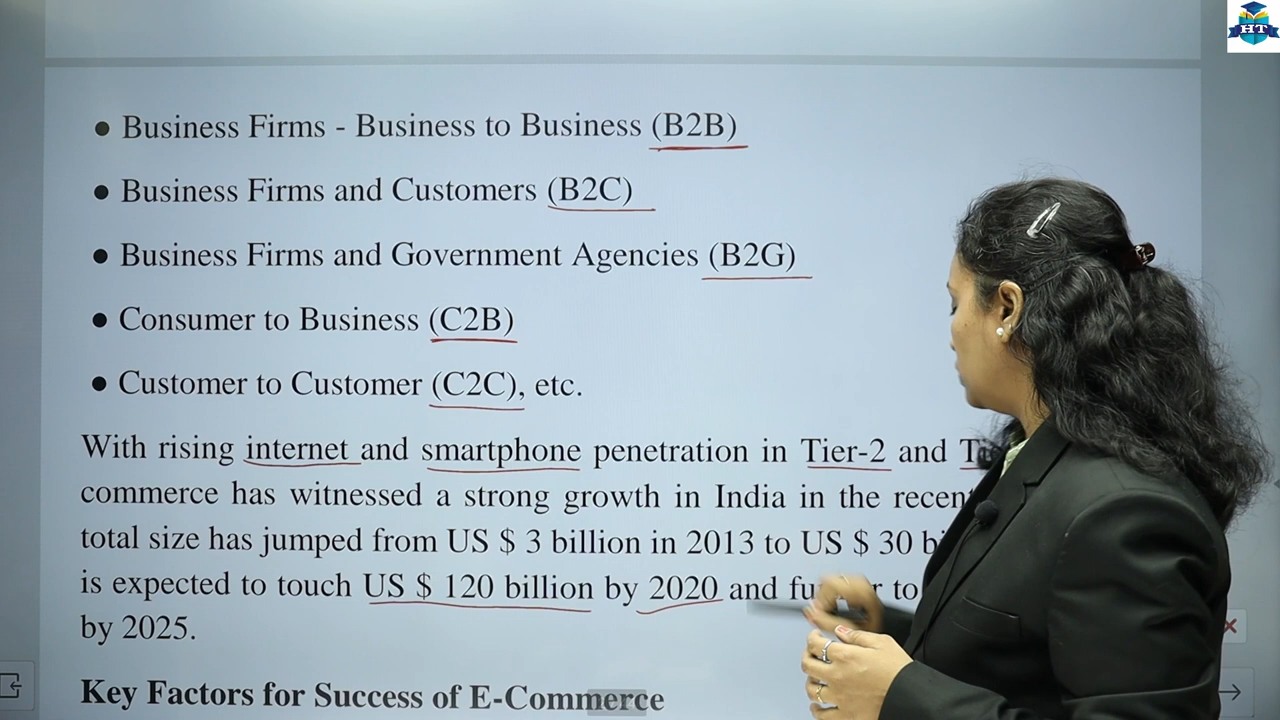 HT
• Business Firms - Business to Business (B2B)
• Business Firms and Customers (B2C)
• Business Firms and Government Agencies (B2G)
• Consumer to Business (C2B)
• Customer to Customer (C2C), etc.
With rising internet and smartphone penetration in Tier-2 and
commerce has witnessed a strong growth in India in the recent
total size has jumped from US $ 3 billion in 2013 to US $ 30
is expected to touch US $ 120 billion by 2020 and to
by 2025.
Key Factors for Success of E-Commerce